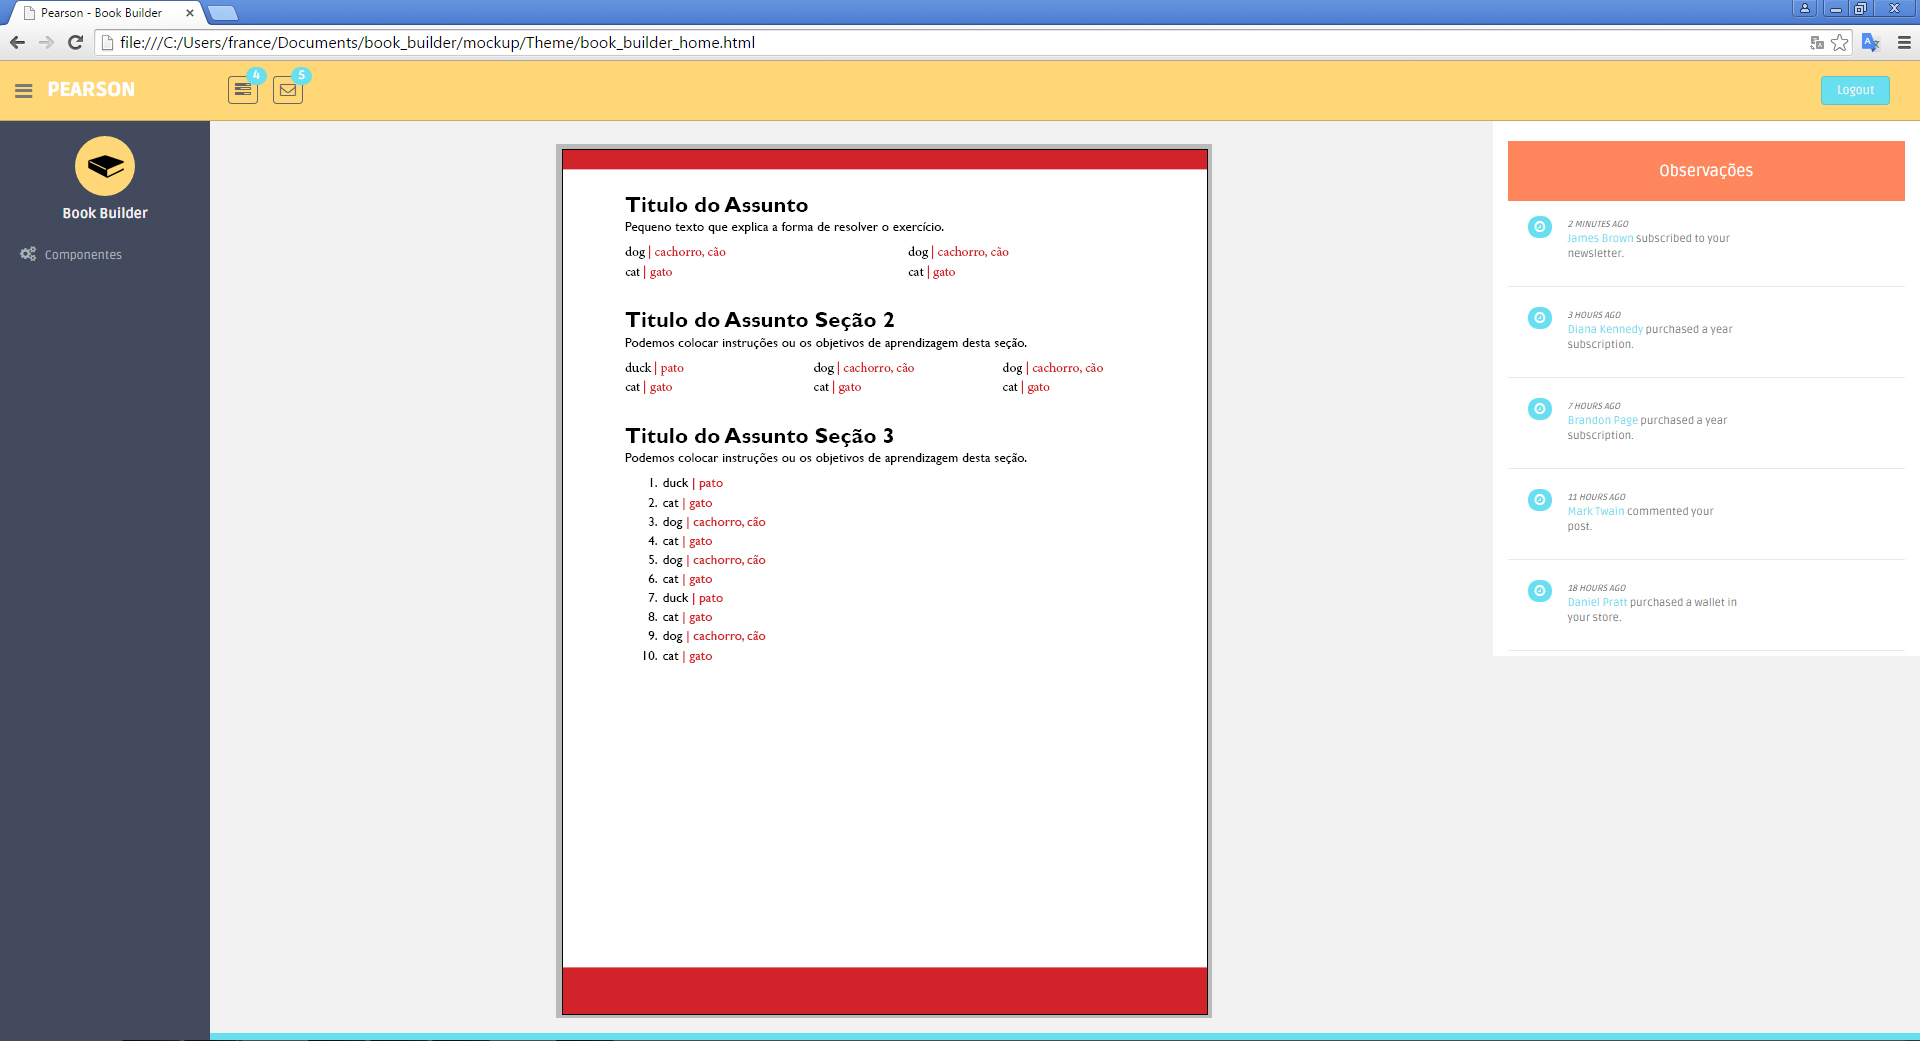 Pearson - Book Builder
file:///C:/Users/france/Documents/book_builder/mockup/Theme/book_builder_home.html
PEARSON
4
5
Logout
Book Builder
Componentes
Titulo do Assunto
Pequeno texto que explica a forma de resolver o exercício.
dog | cachorro, cão dog | cachorro, cão
cat | gato cat | gato
Titulo do Assunto Seção 2
Podemos colocar instruções ou os objetivos de aprendizagem desta seção.
duck | pato dog | cachorro, cão dog | cachorro, cão
cat | gato cat | gato cat | gato
Titulo do Assunto Seção 3
Podemos colocar instruções ou os objetivos de aprendizagem desta seção.
1. duck | pato
2. cat | gato
3. dog | cachorro, cão
4. cat | gato
5. dog | cachorro, cão
6. cat | gato
7. duck | pato
8. cat | gato
9. dog | cachorro, cão
10. cat | gato
Observações
2 MINUTES AGO
James Brown subscribed to your
newsletter.
3 HOURS AGO
Diana Kennedy purchased a year
subscription.
7 HOURS AGO
Brandon Page purchased a year
subscription.
11 HOURS AGO
Mark Twain commented your
post.
18 HOURS AGO
Daniel Pratt purchased a wallet in
your store.